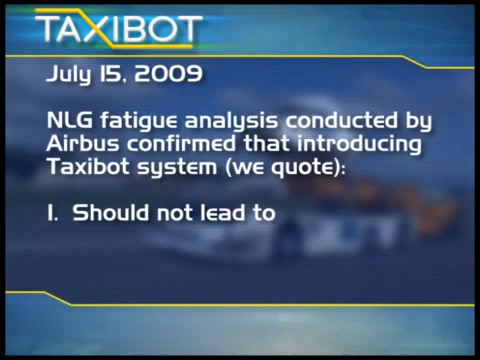 TAXIBOT
July 15, 2009
NLG fatigue analysis conducted by
Airbus confirmed that introducing
Taxibot system (we quote):
1. Should not lead to